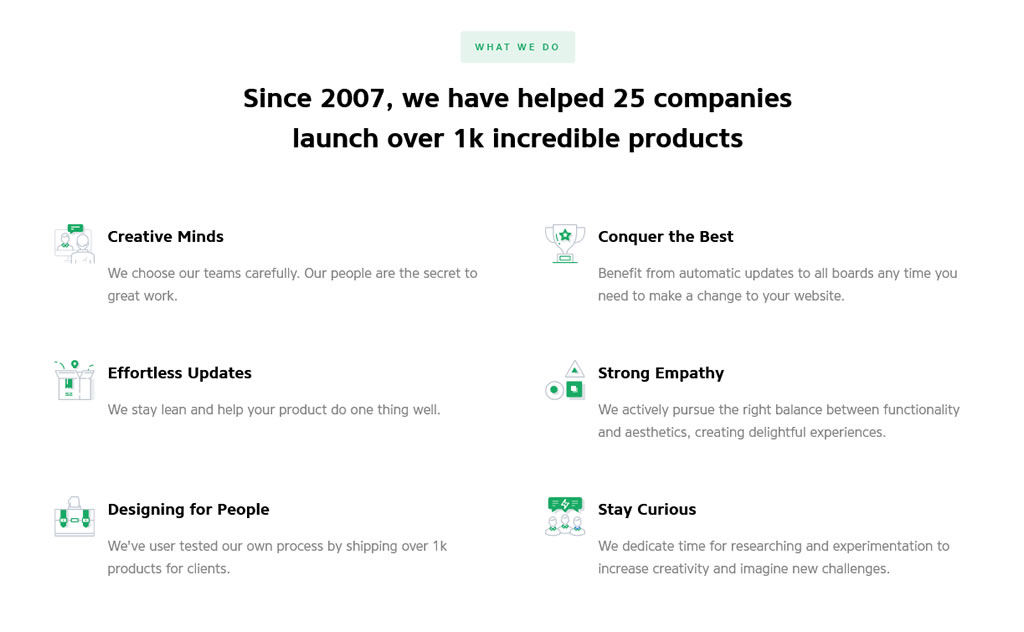 WHAT WE DO
Since 2007, we have helped 25 companies
launch over 1k incredible products
Creative Minds
We choose our teams carefully. Our people are the secret to
great work.
Conquer the Best
Benefit from automatic updates to all boards any time you
need to make a change to your website.
Effortless Updates
We stay lean and help your product do one thing well.
Strong Empathy
We actively pursue the right balance between functionality
and aesthetics, creating delightful experiences.
Designing for People
We've user tested our own process by shipping over 1k
products for clients.
Stay Curious
We dedicate time for researching and experimentation to
increase creativity and imagine new challenges.